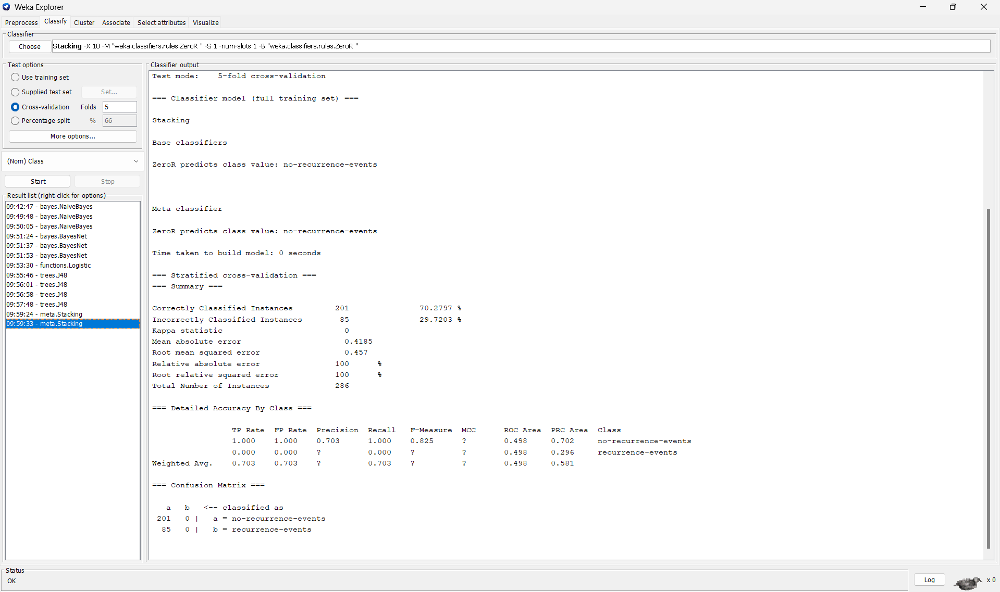 Weka Explorer
Preprocess Classify Cluster Associate Select attributes Visualize
Classifier
Choose Stacking -X 10 -M "weka.classifiers.rules.ZeroR " -S 1 -num-slots 1 -B "weka.classifiers.rules.ZeroR "
Test options
Use training set
Supplied test set Set...
Cross-validation Folds 5
Percentage split % 66
More options...
(Nom) Class
Start Stop
Result list (right-click for options)
09:42:47 - bayes.NaiveBayes
09:49:48 - bayes.NaiveBayes
09:50:05 - bayes.NaiveBayes
09:51:24 - bayes.BayesNet
09:51:37 - bayes.BayesNet
09:51:53 - bayes.BayesNet
09:53:30 - functions.Logistic
09:55:46 - trees.J48
09:56:01 - trees.J48
09:56:58 - trees.J48
09:57:48 - trees.J48
09:59:24 - meta.Stacking
09:59:33 - meta.Stacking
Classifier output
Test mode: 5-fold cross-validation
=== Classifier model (full training set) ===
Stacking
Base classifiers
ZeroR predicts class value: no-recurrence-events
Meta classifier
ZeroR predicts class value: no-recurrence-events
Time taken to build model: 0 seconds
=== Stratified cross-validation ===
=== Summary ===
Correctly Classified Instances 201 70.2797 %
Incorrectly Classified Instances 85 29.7203 %
Kappa statistic 0
Mean absolute error 0.4185
Root mean squared error 0.457
Relative absolute error 100 %
Root relative squared error 100 %
Total Number of Instances 286
=== Detailed Accuracy By Class ===
TP Rate FP Rate Precision Recall F-Measure MCC ROC Area PRC Area Class
1.000 1.000 0.703 1.000 0.825 ? 0.498 0.702 no-recurrence-events
0.000 0.000 ? 0.000 ? ? 0.498 0.296 recurrence-events
Weighted Avg. 0.703 0.703 ? 0.703 ? ? 0.498 0.581
=== Confusion Matrix ===
a b <-- classified as
201 0 | a = no-recurrence-events
85 0 | b = recurrence-events
Status
OK
Log x 0